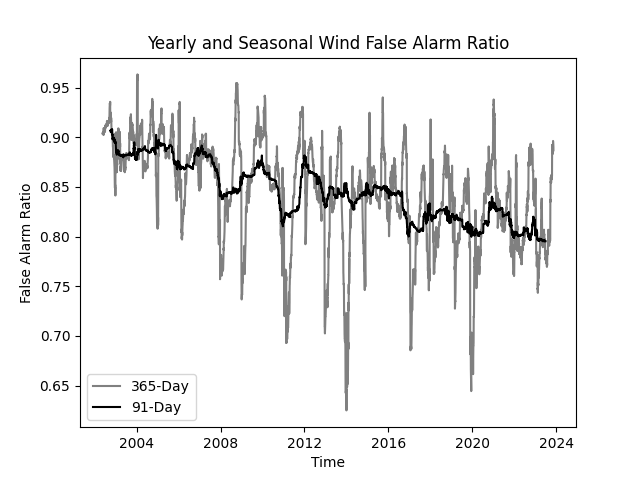 Yearly and Seasonal Wind False Alarm Ratio
0.95
0.90
0.85
0.80
0.75
0.70
0.65
False Alarm Ratio
365-Day
91-Day
2004 2008 2012 2016 2020 2024
Time